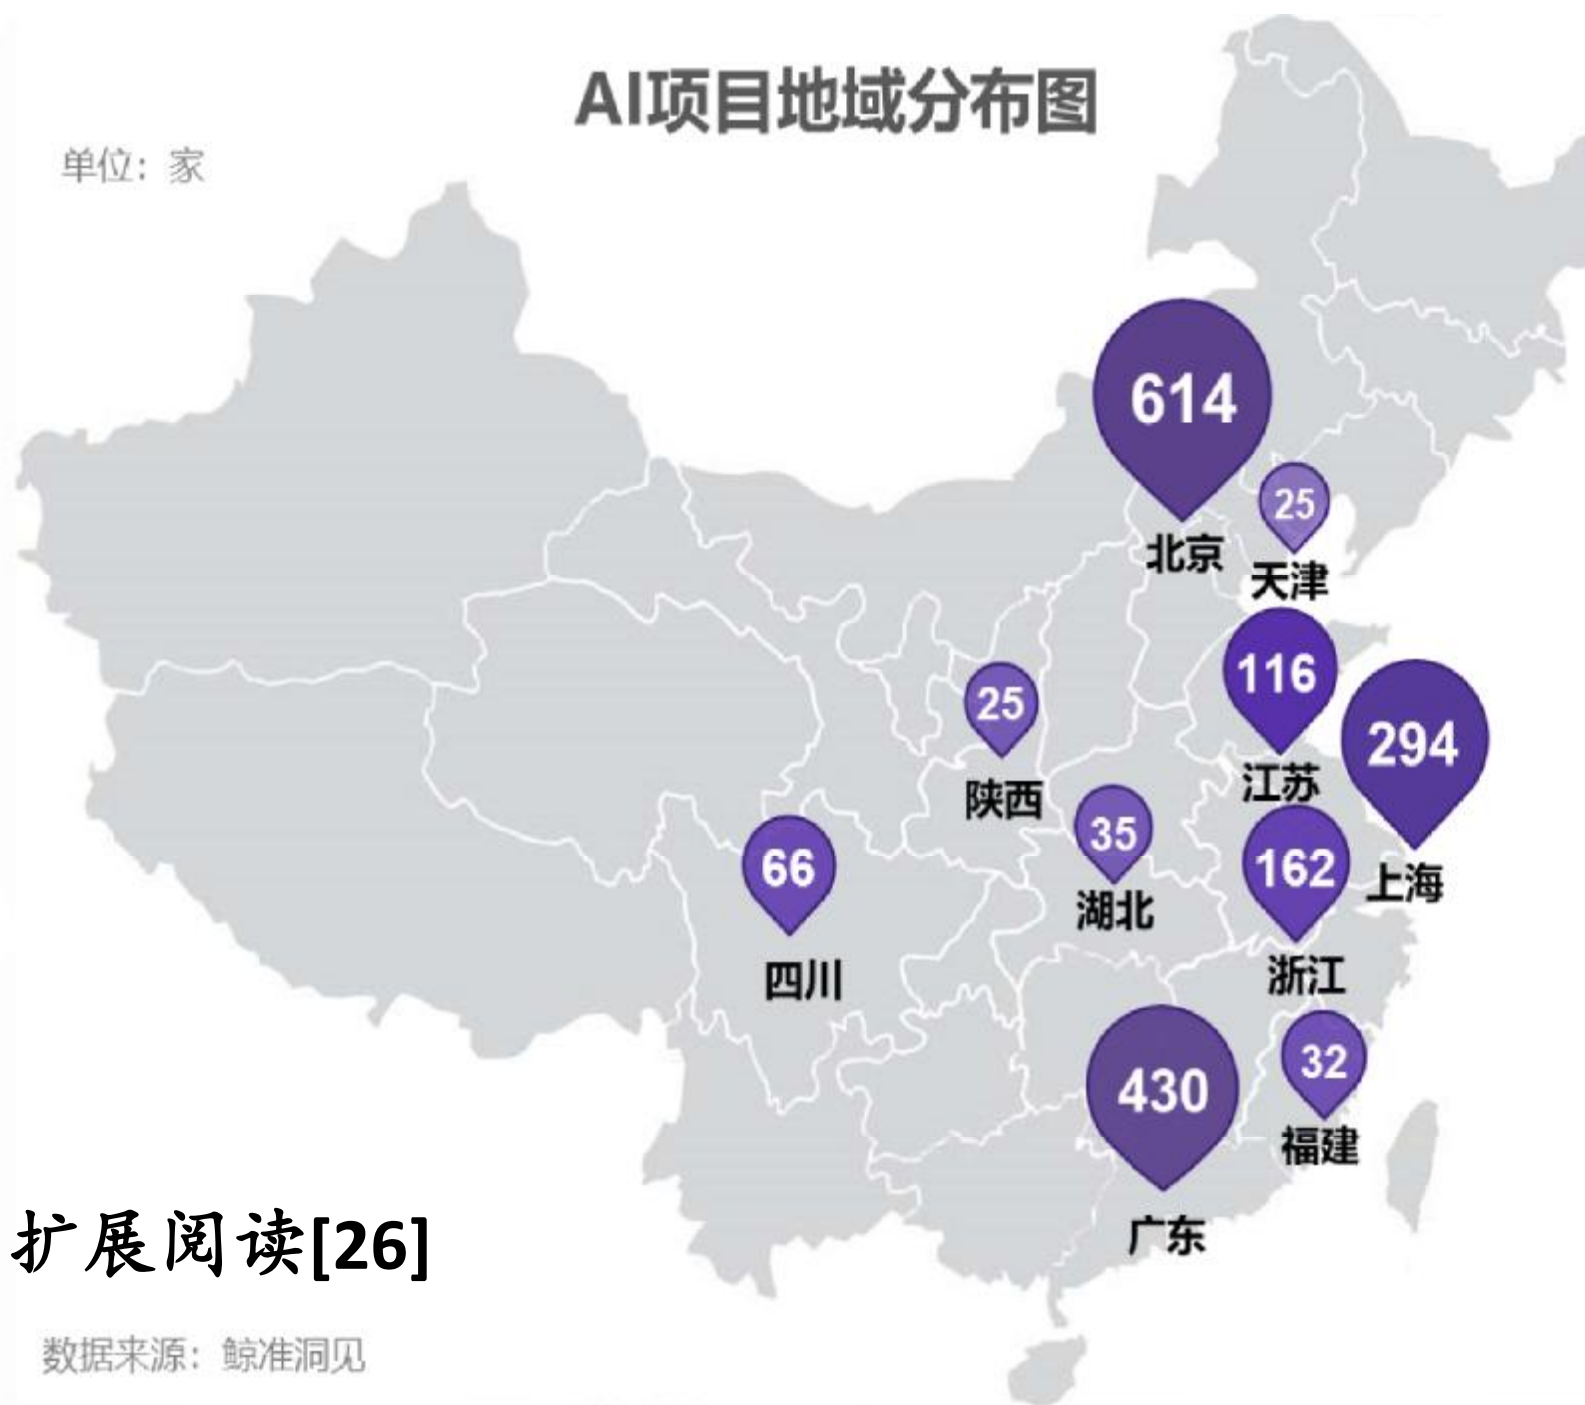 AI项目地域分布图
单位：家
614
北京
25
天津
116
江苏
294
上海
25
陕西
35
湖北
162
浙江
66
四川
430
广东
32
福建
扩展阅读[26]
数据来源：鲸准洞见